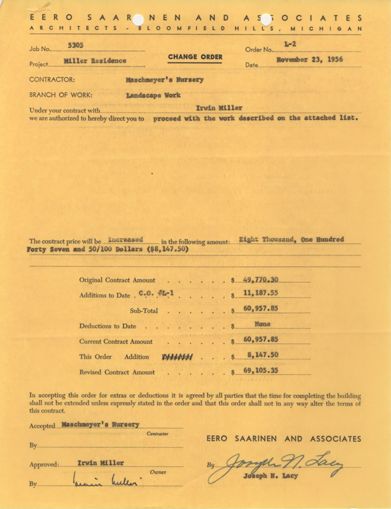 EERO SAARINEN AND ASSOCIATES
ARCHITECTS - BLOOMFIELD HILLS, MICHIGAN
Job No. 5305 Order No. L-2
CHANGE ORDER
Project Miller Residence Date November 23, 1956
CONTRACTOR: Maschmeyer's Nursery
BRANCH OF WORK: Landscape Work
Under your contract with Irwin Miller
we are authorized to hereby direct you to proceed with the work described on the attached list.
The contract price will be increased in the following amount: Eight Thousand, One Hundred
Forty Seven and 50/100 Dollars ($8,147.50)
Original Contract Amount $ 49,770.30
Additions to Date C.O. #L-1 $ 11,187.55
Sub-Total $ 60,957.85
Deductions to Date $ None
Current Contract Amount $ 60,957.85
This Order Addition $ 8,147.50
Revised Contract Amount $ 69,105.35
In accepting this order for extras or deductions it is agreed by all parties that the time for completing the building
shall not be extended unless expressly stated in the order and that this order shall not in any way alter the terms of
this contract.
Accepted Maschmeyer's Nursery
Contractor
By
EERO SAARINEN AND ASSOCIATES
Approved: Irwin Miller
Owner
By Joseph N. Lacy
Joseph N. Lacy
By Irwin Miller